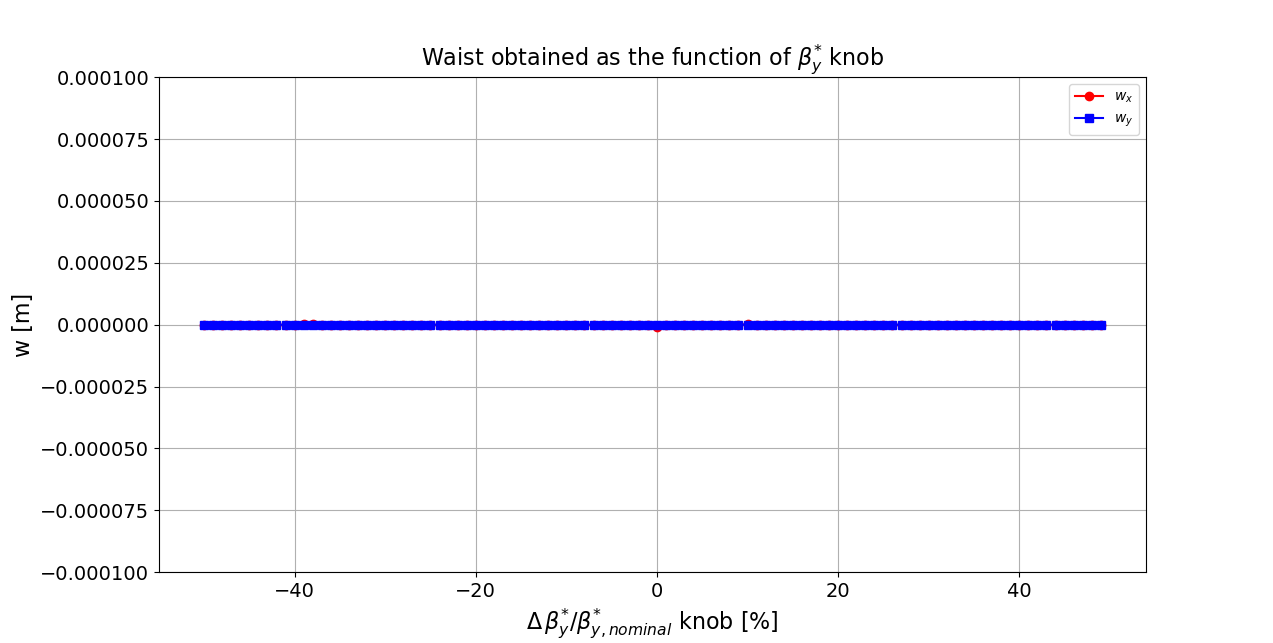 Waist obtained as the function of β*y knob
0.000100
0.000075
0.000050
0.000025
0.000000
−0.000025
−0.000050
−0.000075
−0.000100
w [m]
wx
wy
−40
−20
0
20
40
Δβ*y/β*y, nominal knob [%]